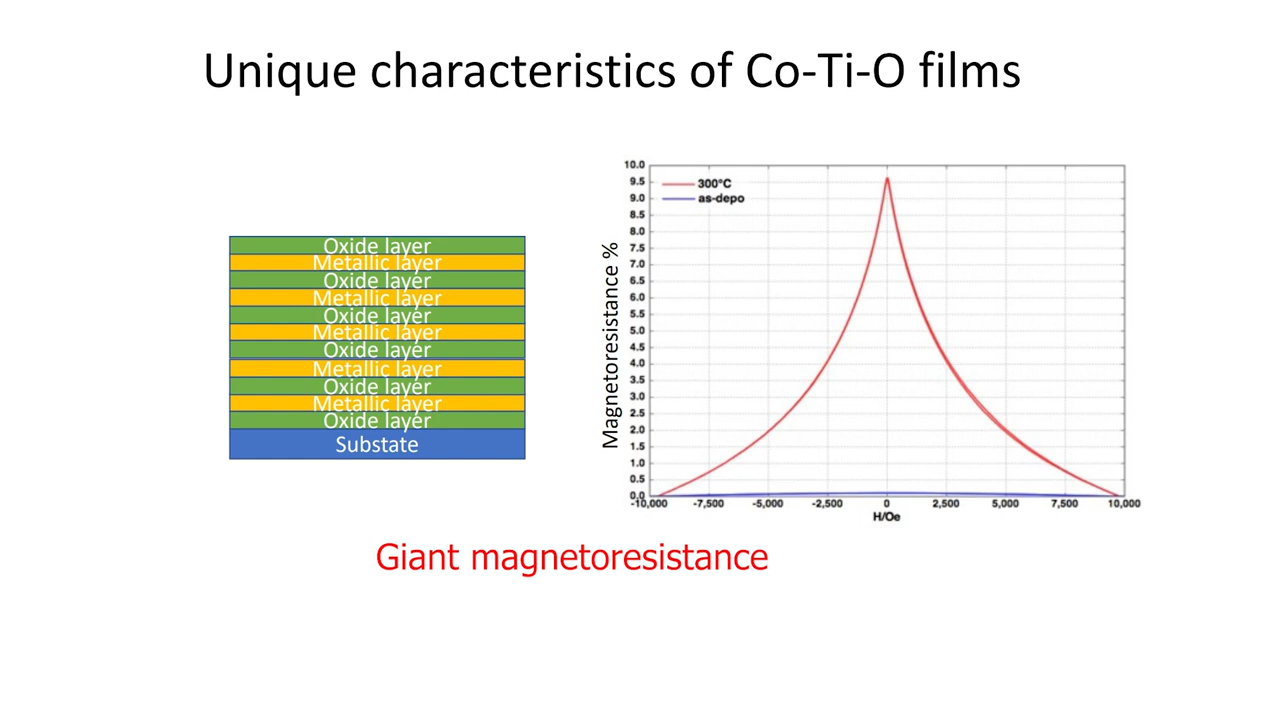 Unique characteristics of Co-Ti-O films
Oxide layer
Metallic layer
Oxide layer
Metallic layer
Oxide layer
Metallic layer
Oxide layer
Metallic layer
Oxide layer
Metallic layer
Oxide layer
Substate
Magnetoresistance %
10.0
9.5
9.0
8.5
8.0
7.5
7.0
6.5
6.0
5.5
5.0
4.5
4.0
3.5
3.0
2.5
2.0
1.5
1.0
0.5
0.0
300°C
as-depo
-10,000 -7,500 -5,000 -2,500 0 2,500 5,000 7,500 10,000
H/Oe
Giant magnetoresistance